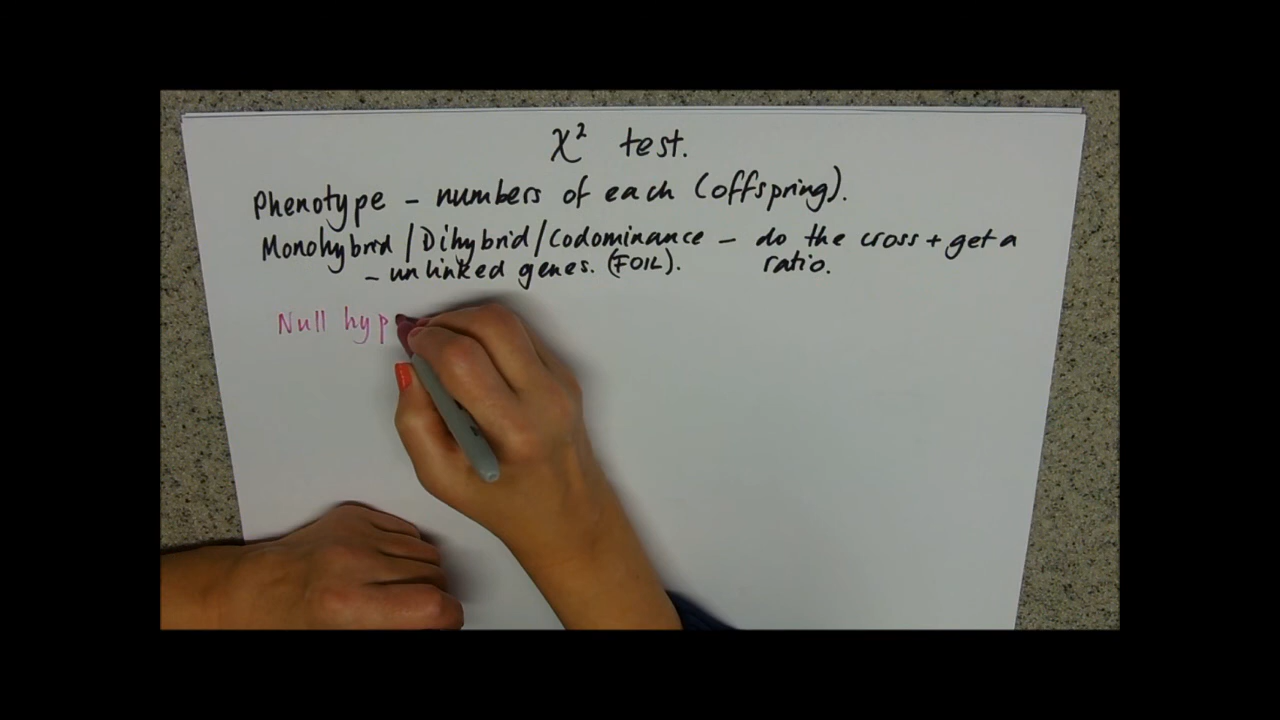 χ² test.
Phenotype – numbers of each (offspring).
Monohybrid / Dihybrid / Codominance – do the cross + get a
– unlinked genes. (FOIL). ratio.
Null hyp